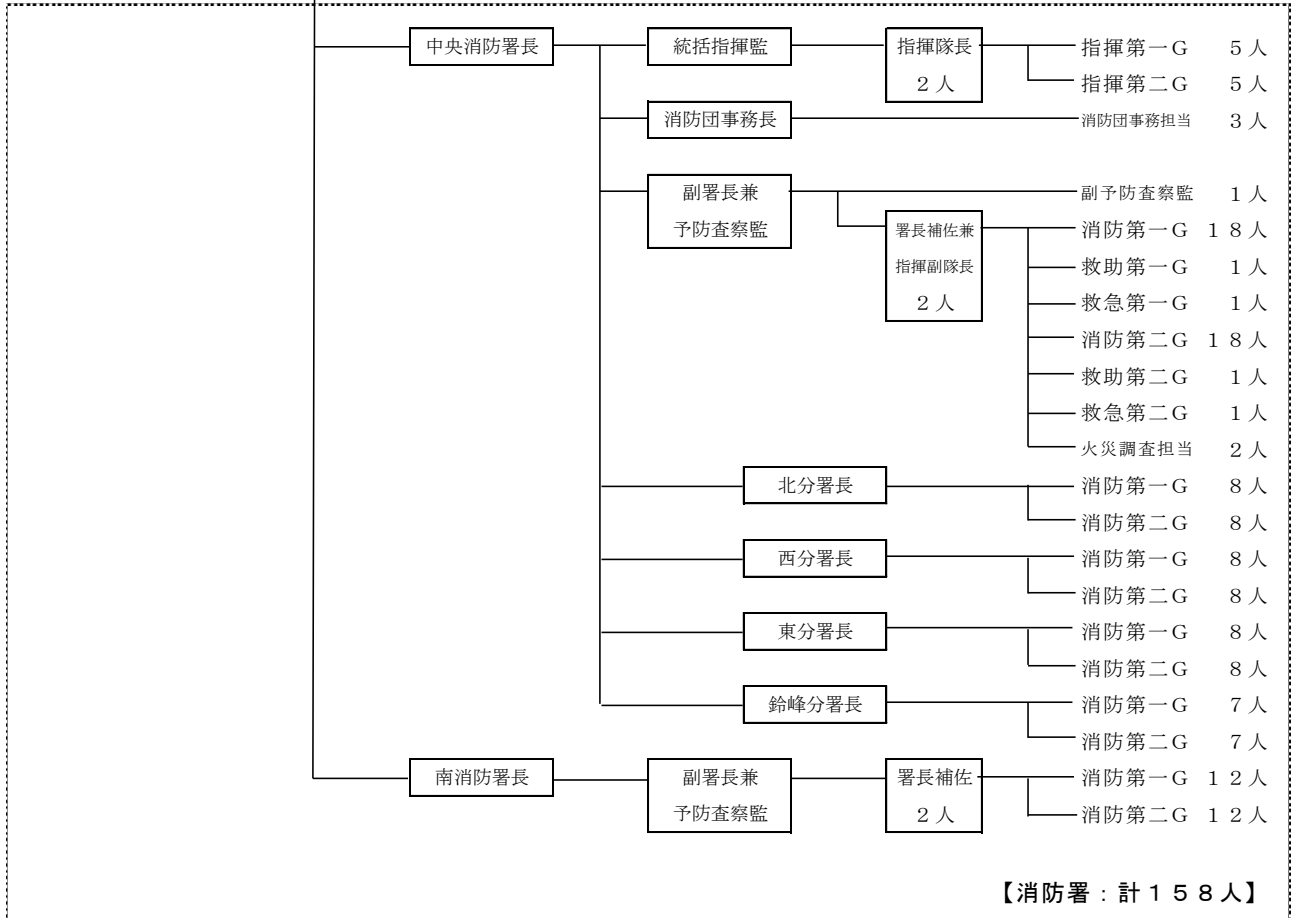 中央消防署長 統括指揮監 指揮隊長 指揮第一G 5人
2人 指揮第二G 5人
消防団事務長 消防団事務担当 3人
副署長兼 副予防査察監 1人
予防査察監 署長補佐兼 消防第一G 18人
指揮副隊長 救助第一G 1人
2人 救急第一G 1人
消防第二G 18人
救助第二G 1人
救急第二G 1人
火災調査担当 2人
北分署長 消防第一G 8人
消防第二G 8人
西分署長 消防第一G 8人
消防第二G 8人
東分署長 消防第一G 8人
消防第二G 8人
鈴峰分署長 消防第一G 7人
消防第二G 7人
南消防署長 副署長兼 署長補佐 消防第一G 12人
予防査察監 2人 消防第二G 12人
【消防署:計158人】